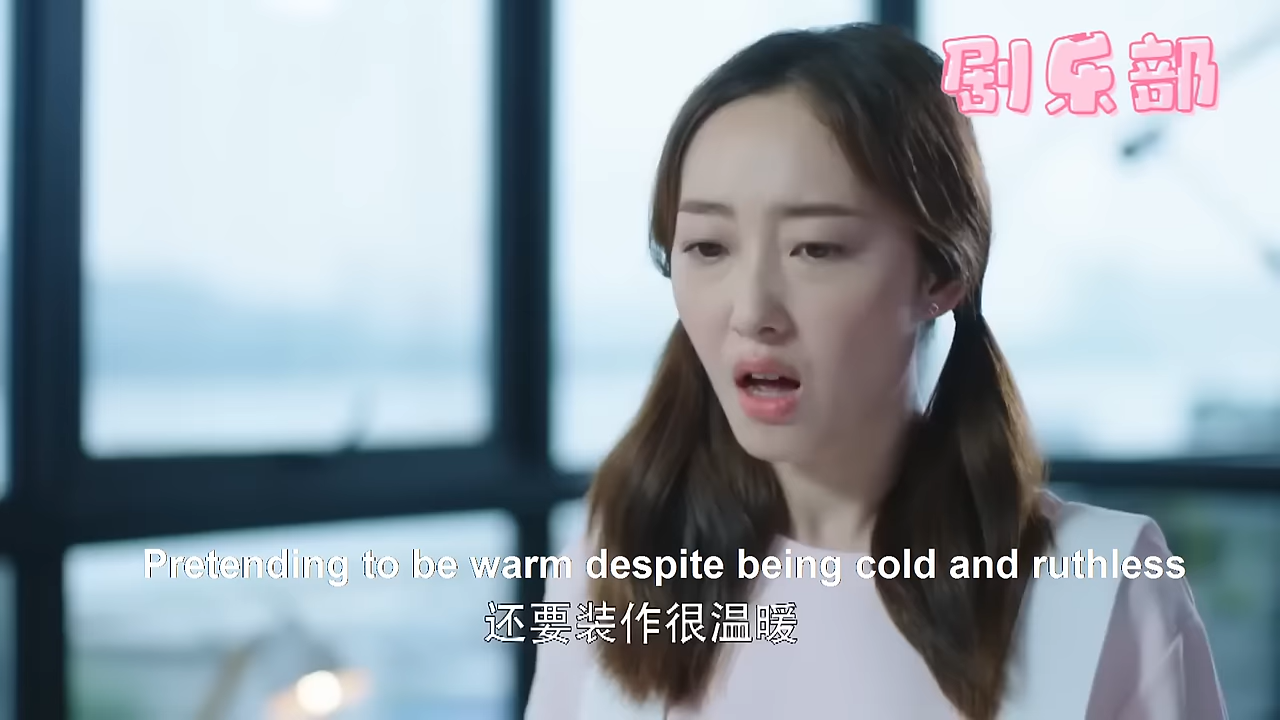 剧乐部
Pretending to be warm despite being cold and ruthless
还要装作很温暖